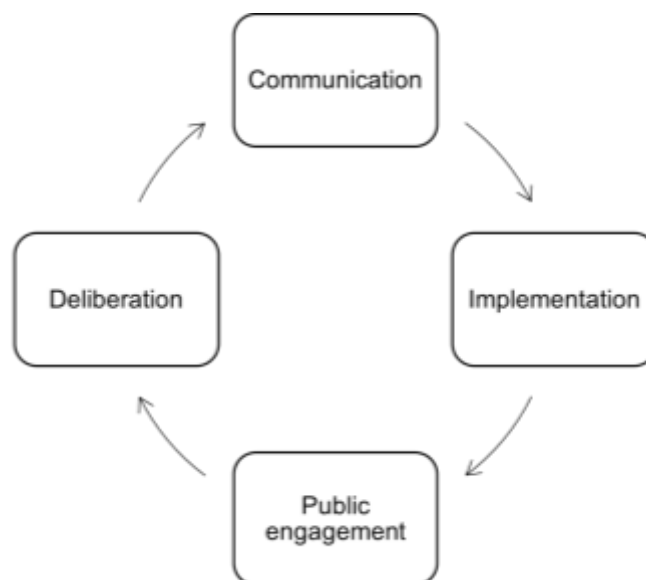 Communication
Deliberation
Implementation
Public
engagement